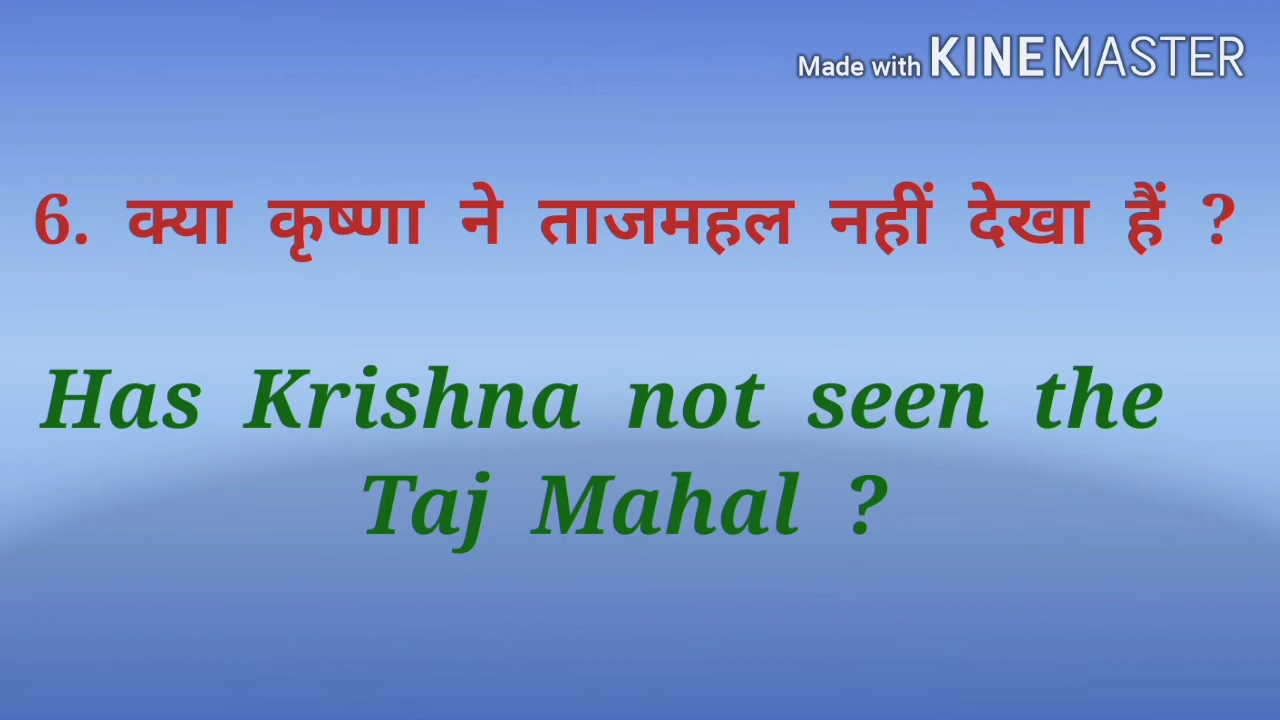 Made with KINEMASTER
6. क्या कृष्णा ने ताजमहल नहीं देखा हैं ?
Has Krishna not seen the
Taj Mahal ?